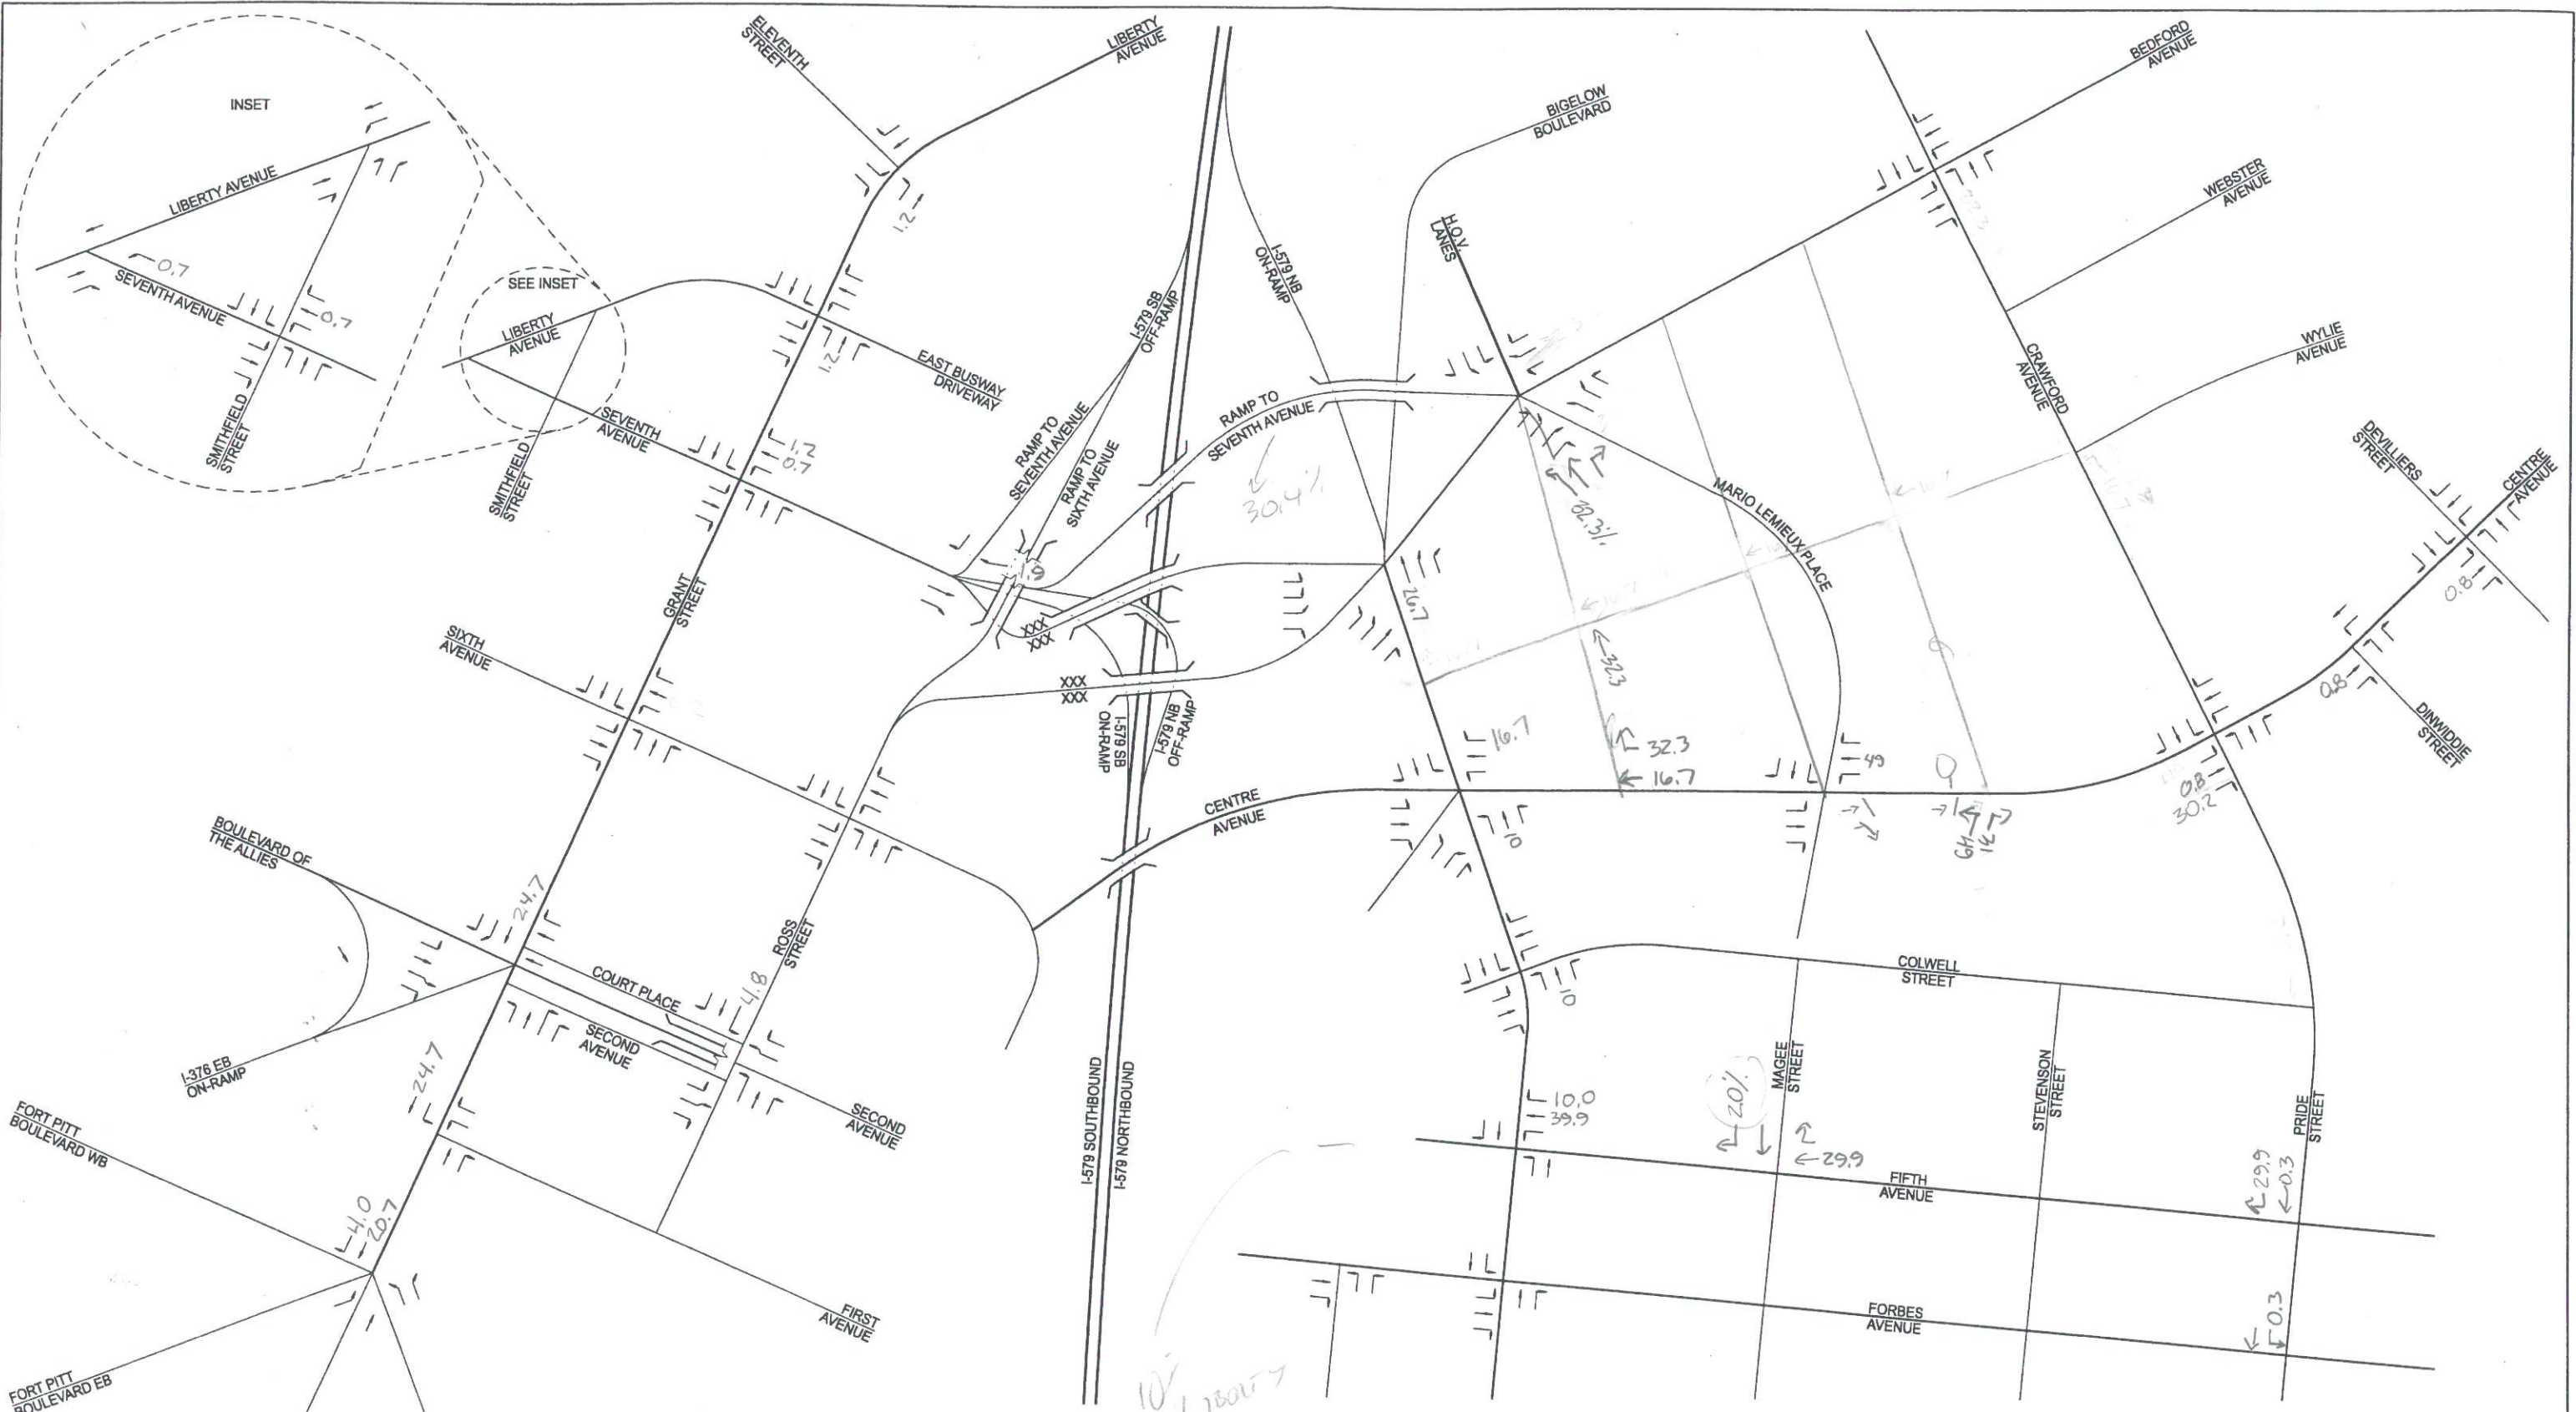 INSET
LIBERTY AVENUE
0.7
SEVENTH AVENUE
0.7
SMITHFIELD
STREET
SEE INSET
LIBERTY
AVENUE
SMITHFIELD
STREET
SEVENTH
AVENUE
ELEVENTH
STREET
LIBERTY
AVENUE
1.2
1.2
EAST BUSWAY
DRIVEWAY
1.2
0.7
GRANT
STREET
SIXTH
AVENUE
RAMP TO
SEVENTH AVENUE
RAMP TO
SIXTH AVENUE
I-579 SB
OFF-RAMP
I-579 NB
ON-RAMP
BIGELOW
BOULEVARD
H.O.V.
LANES
RAMP TO
SEVENTH AVENUE
30.4%
1.9
XXX
XXX
XXX
XXX
I-579 SB
ON-RAMP
I-579 NB
OFF-RAMP
26.7
62.3%
32.3
MARIO LEMIEUX PLACE
BEDFORD
AVENUE
WEBSTER
AVENUE
WYLIE
AVENUE
CRAWFORD
AVENUE
DEVILLIERS
STREET
CENTRE
AVENUE
0.8
0.8
DINWIDDIE
STREET
0.8
30.2
16.7
32.3
16.7
49
64
CENTRE
AVENUE
10
10
BOULEVARD OF
THE ALLIES
24.7
COURT PLACE
SECOND
AVENUE
4.8
ROSS
STREET
SECOND
AVENUE
I-376 EB
ON-RAMP
24.7
FORT PITT
BOULEVARD WB
4.0
20.7
FORT PITT
BOULEVARD EB
FIRST
AVENUE
I-579 SOUTHBOUND
I-579 NORTHBOUND
COLWELL
STREET
10.0
39.9
20%
MAGEE
STREET
29.9
STEVENSON
STREET
PRIDE
STREET
29.9
0.3
FIFTH
AVENUE
FORBES
AVENUE
0.3